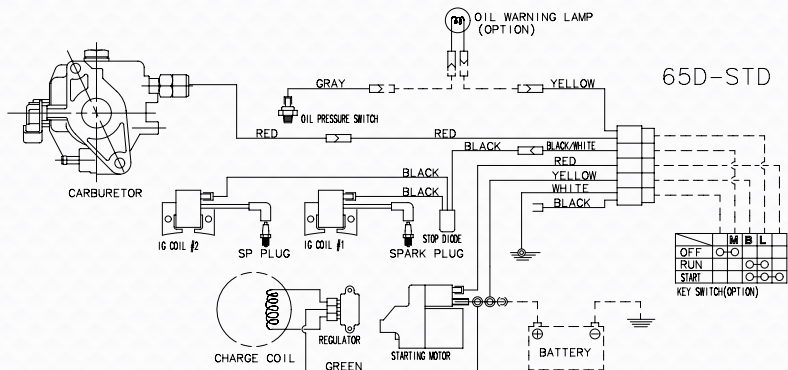 OIL WARNING LAMP
(OPTION)
65D-STD
GRAY
YELLOW
OIL PRESSURE SWITCH
RED
RED
BLACK
BLACK/WHITE
RED
BLACK
YELLOW
CARBURETOR
WHITE
BLACK
BLACK
IG COIL #2
SP PLUG
IG COIL #1
SPARK PLUG
STOP DIODE
M B L
OFF
RUN
START
KEY SWITCH(OPTION)
CHARGE COIL
REGULATOR
STARTING MOTOR
BATTERY
GREEN